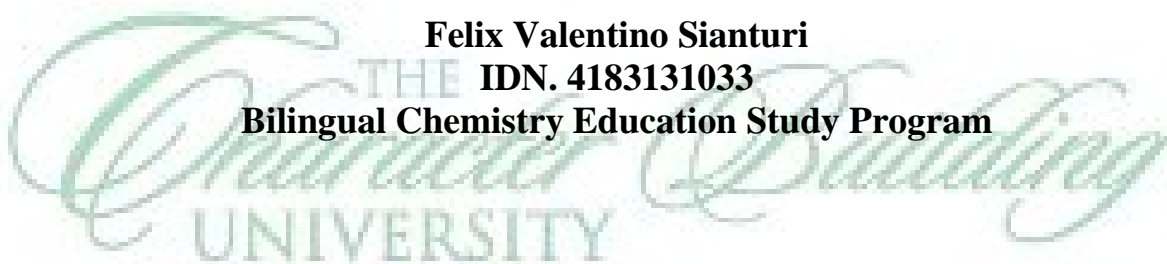 Felix Valentino Sianturi
THE
IDN. 4183131033
Bilingual Chemistry Education Study Program
Character Building
UNIVERSITY